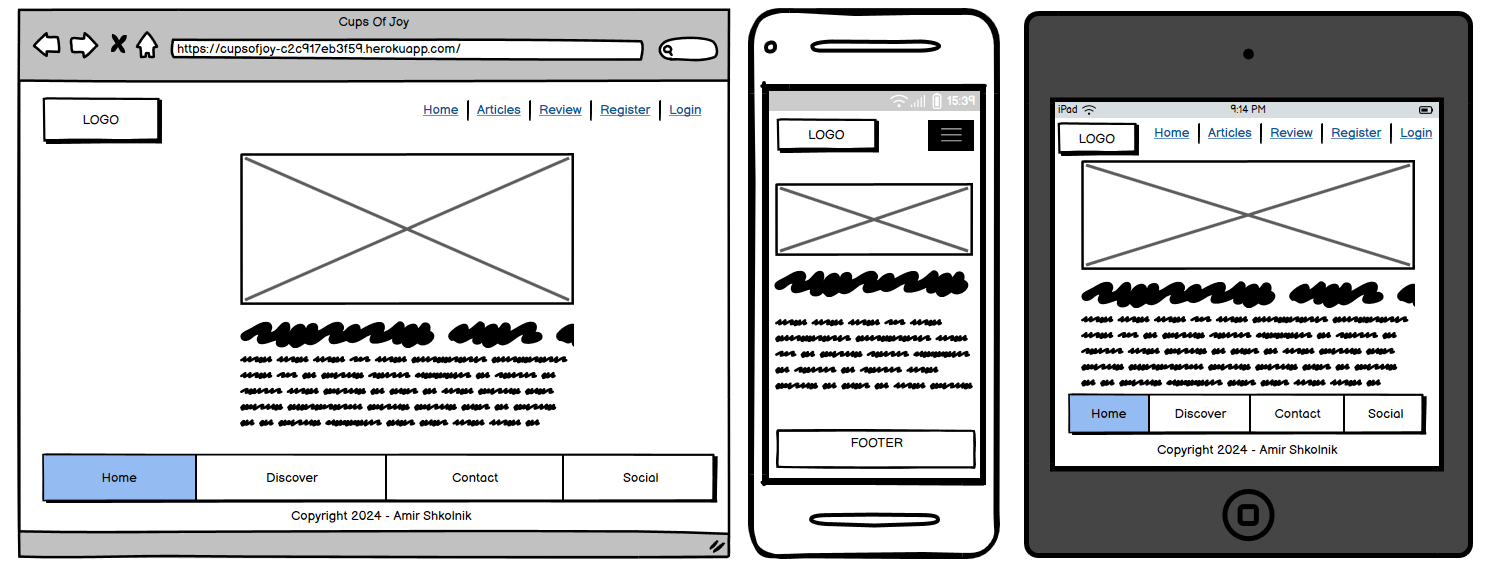 Cups Of Joy
https://cupsofjoy-c2c917eb3f59.herokuapp.com/
LOGO
Home Articles Review Register Login
Home Discover Contact Social
Copyright 2024 - Amir Shkolnik
15:39
LOGO
FOOTER
iPad 9:14 PM
LOGO
Home Articles Review Register Login
Home Discover Contact Social
Copyright 2024 - Amir Shkolnik